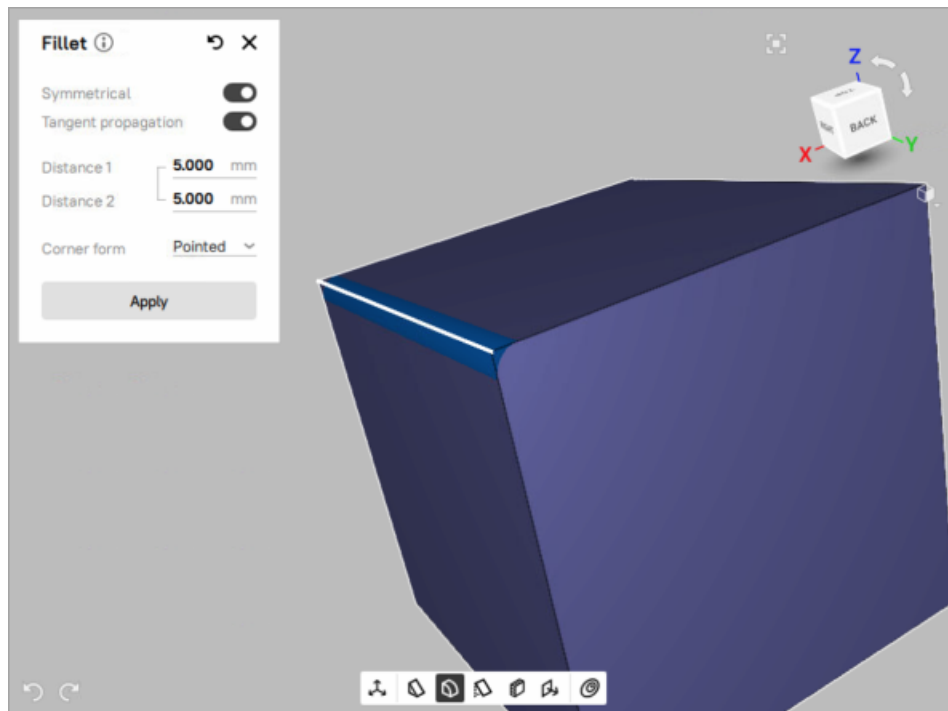 Fillet
Symmetrical
Tangent propagation
Distance 1 5.000 mm
Distance 2 5.000 mm
Corner form Pointed
Apply
Z
BACK
X
Y